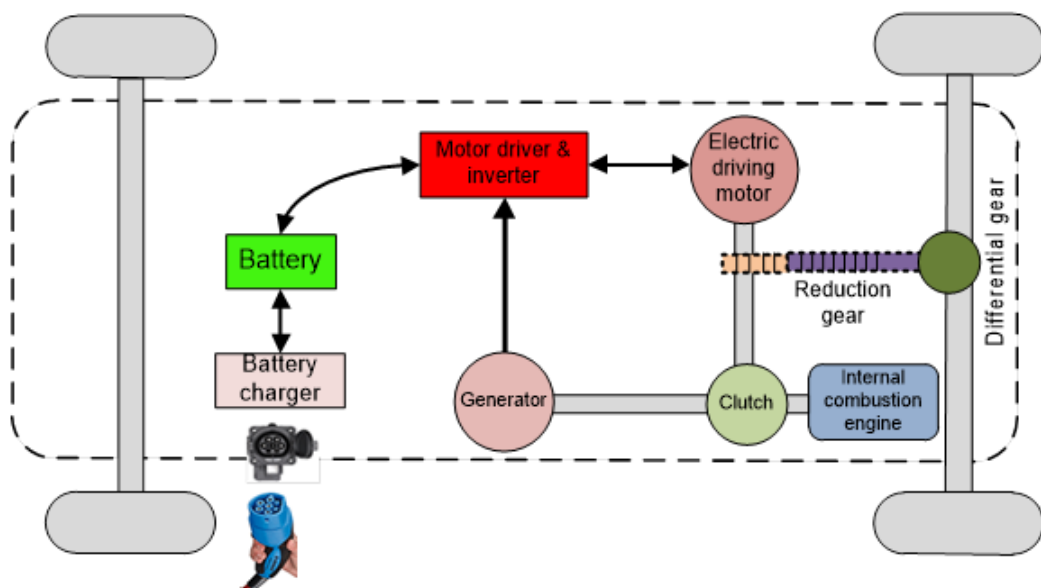 Motor driver &
inverter
Electric
driving
motor
Battery
Reduction
gear
Differential gear
Battery
charger
Generator
Clutch
Internal
combustion
engine